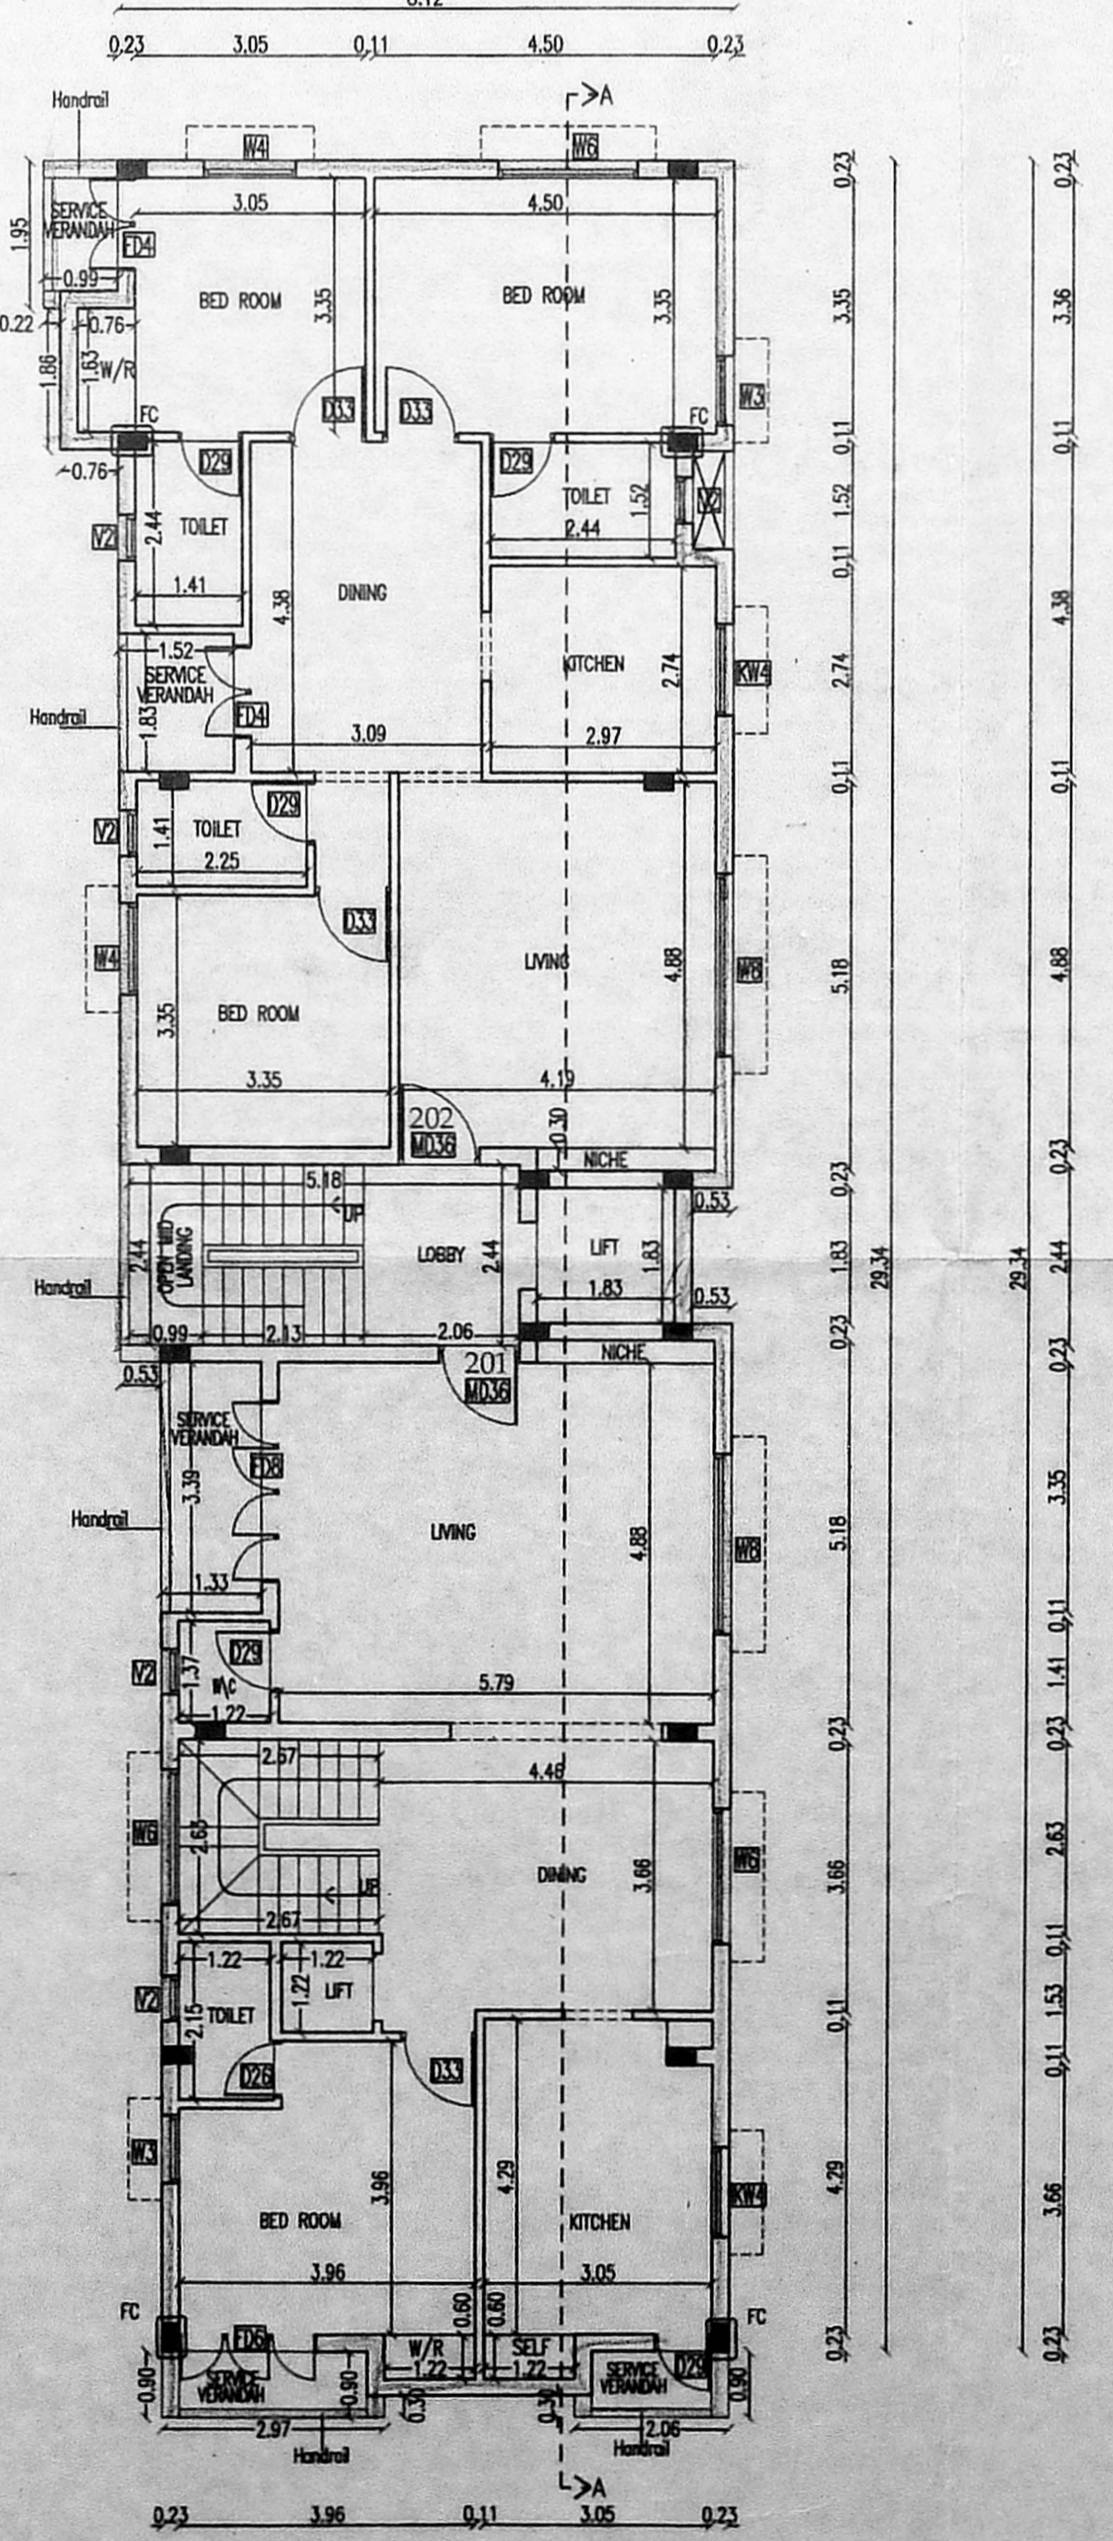 8.12
0.23 3.05 0.11 4.50 0.23
Handrail
A
W4 W6
0.23 0.23
3.05 4.50
SERVICE
VERANDAH
FD4
1.95
0.99
BED ROOM BED ROOM
3.35 3.35 3.35 3.36
0.22 0.76
1.86 1.63 W/R
W3
FC D33 D33 FC
0.11 0.11
0.76
D29 D29
V2 2.44 TOILET TOILET 1.52 V2 1.52
2.44
0.11
1.41
DINING
4.38 4.38
1.52
SERVICE
VERANDAH
KITCHEN 2.74 KW4 2.74
Handrail 1.83 FD4
3.09 2.97
0.11 0.11
D29
V2 1.41 TOILET
2.25
D33
W4 LIVING 4.88 W8 5.18 4.88
3.35 BED ROOM
3.35 4.19
202
MD36 0.30
NICHE
0.23 0.23
5.18
UP 0.53
OPEN MID
LANDING
2.44 LOBBY 2.44 LIFT 1.83 1.83 29.34 29.34 2.44
Handrail 1.83 0.53
0.99 2.13 2.06 0.23
NICHE 0.23
201
MD36
0.53
SERVICE
VERANDAH
FD8
3.39 3.35
Handrail LIVING 4.88 W8 5.18
1.33
0.11
D29
V2 1.37 W\C 1.41
1.22 5.79
0.23 0.23
2.67 4.46
W6 2.63 DINING 3.66 W6 3.66 2.63
UP
2.67
0.11
1.22 1.22
V2 TOILET 1.22 LIFT 1.53
2.15 0.11
D26 D33 0.11
W3
3.96 4.29 KW4 4.29 3.66
BED ROOM KITCHEN
3.96 3.05
FC 0.60 0.60 FC
FD6 W/R SELF 0.23 0.23
1.22 1.22
0.90 SERVICE
VERANDAH 0.90 SERVICE
VERANDAH D29 0.90
0.30 0.30
2.97 2.06
Handrail Handrail
A
0.23 3.96 0.11 3.05 0.23